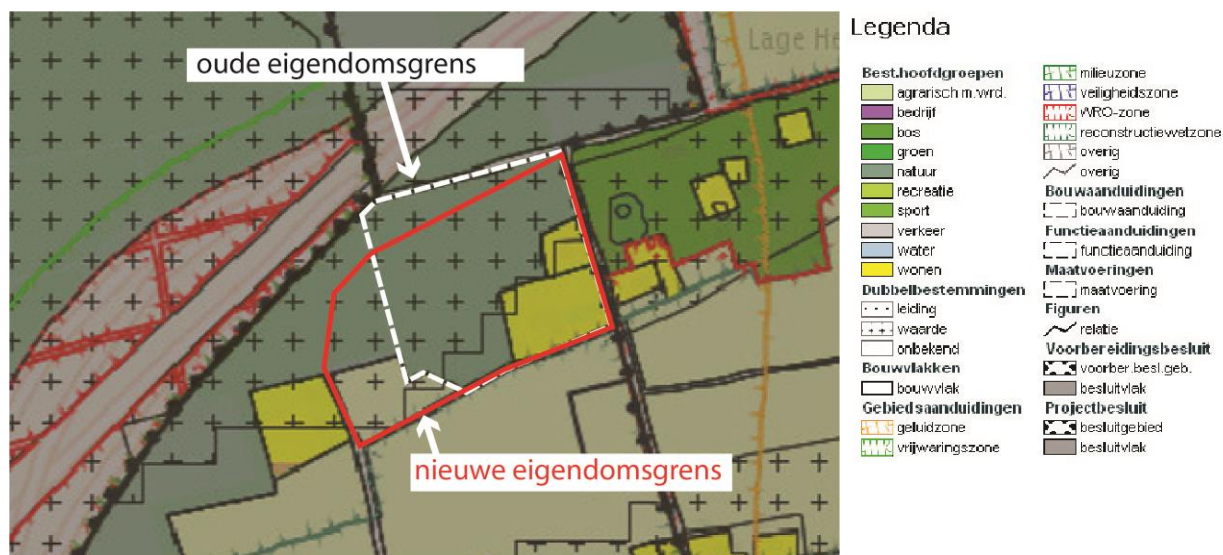 oude eigendomsgrens
Lage He
nieuwe eigendomsgrens
Legenda
Best.hoofdgroepen
agrarisch m.wrd.
bedrijf
bos
groen
natuur
recreatie
sport
verkeer
water
wonen
Dubbelbestemmingen
leiding
waarde
onbekend
Bouwvlakken
bouwvlak
Gebiedsaanduidingen
geluidzone
vrijwaringszone
milieuzone
veiligheidszone
WRO-zone
reconstructiewetzone
overig
overig
Bouwaanduidingen
bouwaanduiding
Functieaanduidingen
functieaanduiding
Maatvoeringen
maatvoering
Figuren
relatie
Voorbereidingsbesluit
voorber.besl.geb.
besluitvlak
Projectbesluit
besluitgebied
besluitvlak